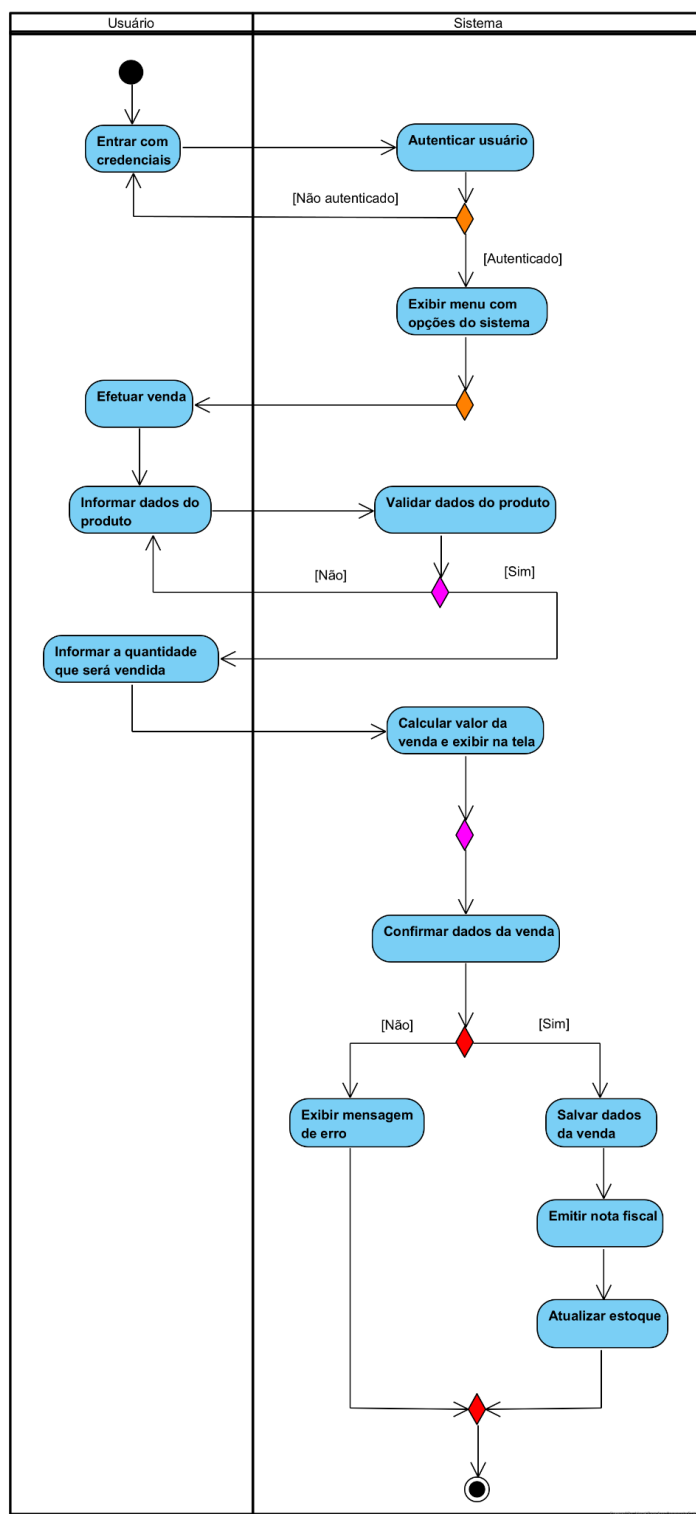 Usuário
Sistema
Entrar com
credenciais
Autenticar usuário
[Não autenticado]
[Autenticado]
Exibir menu com
opções do sistema
Efetuar venda
Informar dados do
produto
Validar dados do produto
[Não]
[Sim]
Informar a quantidade
que será vendida
Calcular valor da
venda e exibir na tela
Confirmar dados da venda
[Não]
[Sim]
Exibir mensagem
de erro
Salvar dados
da venda
Emitir nota fiscal
Atualizar estoque